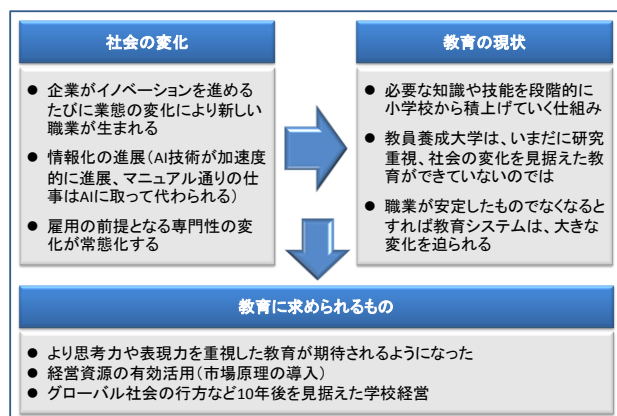 社会の変化
● 企業がイノベーションを進める
たびに業態の変化により新しい
職業が生まれる
● 情報化の進展(AI技術が加速度
的に進展、マニュアル通りの仕
事はAIに取って代わられる)
● 雇用の前提となる専門性の変
化が常態化する
教育の現状
● 必要な知識や技能を段階的に
小学校から積上げていく仕組み
● 教員養成大学は、いまだに研究
重視、社会の変化を見据えた教
育ができていないのでは
● 職業が安定したものでなくなると
すれば教育システムは、大きな
変化を迫られる
教育に求められるもの
● より思考力や表現力を重視した教育が期待されるようになった
● 経営資源の有効活用(市場原理の導入)
● グローバル社会の行方など10年後を見据えた学校経営